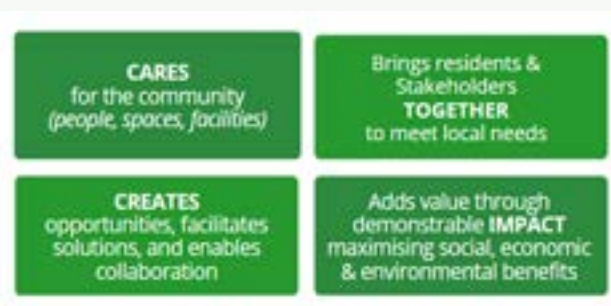 CARES
for the community
(people, spaces, facilities)
Brings residents &
Stakeholders
TOGETHER
to meet local needs
CREATES
opportunities, facilitates
solutions, and enables
collaboration
Adds value through
demonstrable IMPACT
maximising social, economic
& environmental benefits